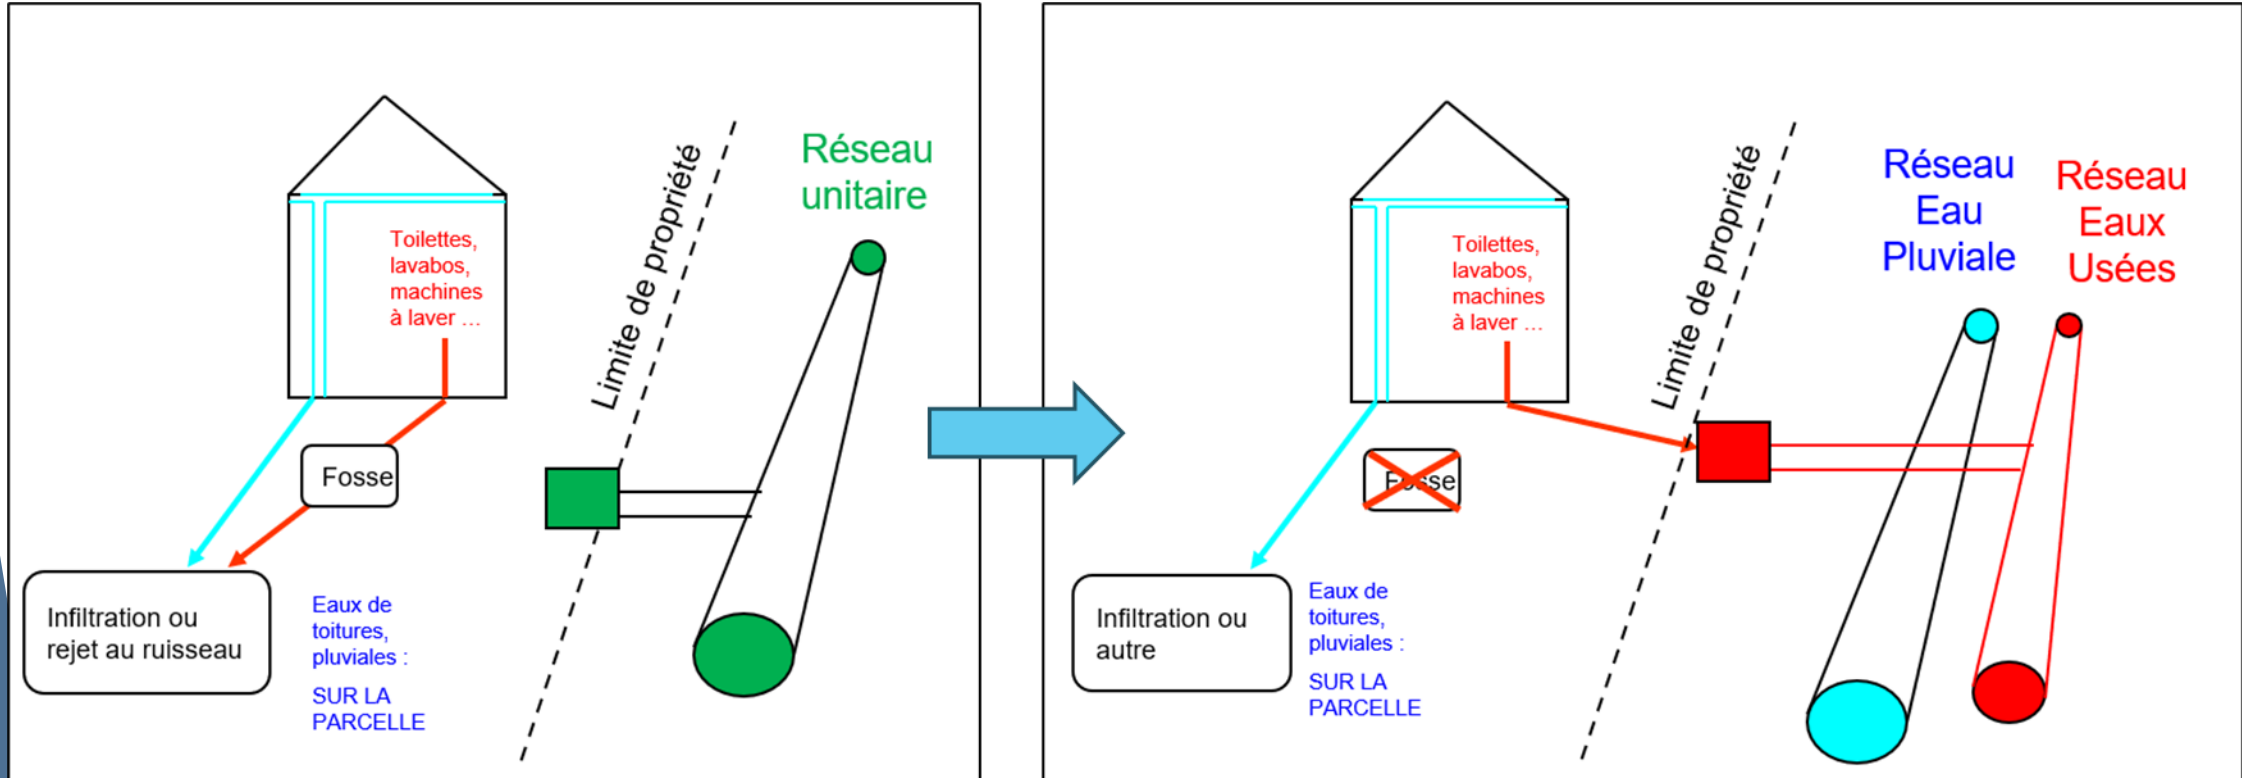 Réseau
unitaire
Limite de propriété
Toilettes,
lavabos,
machines
à laver ...
Fosse
Infiltration ou
rejet au ruisseau
Eaux de
toitures,
pluviales :
SUR LA
PARCELLE
Réseau
Eau
Pluviale
Réseau
Eaux
Usées
Limite de propriété
Toilettes,
lavabos,
machines
à laver ...
Fosse
Infiltration ou
autre
Eaux de
toitures,
pluviales :
SUR LA
PARCELLE